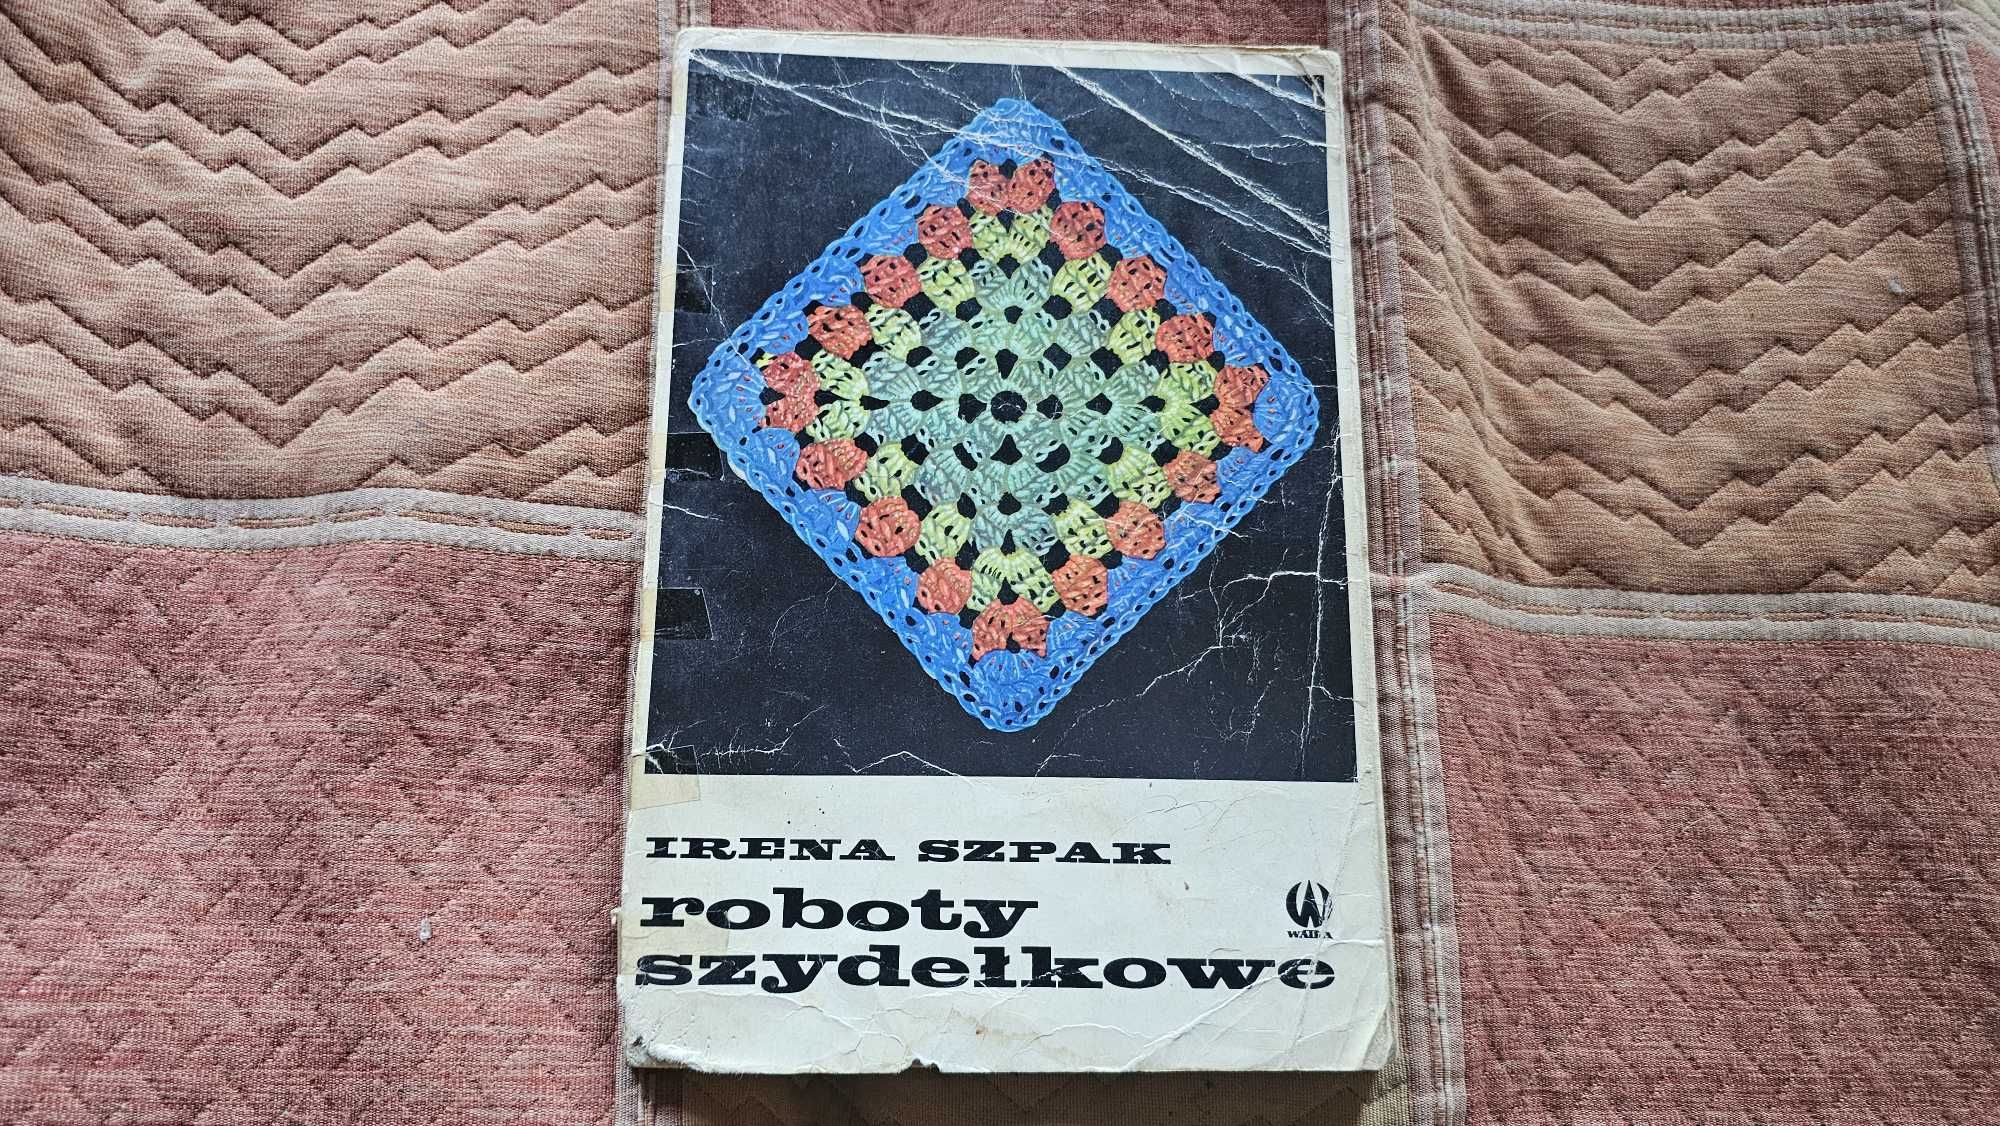 IRENA SZPAK
roboty
szydełkowe
WATRA